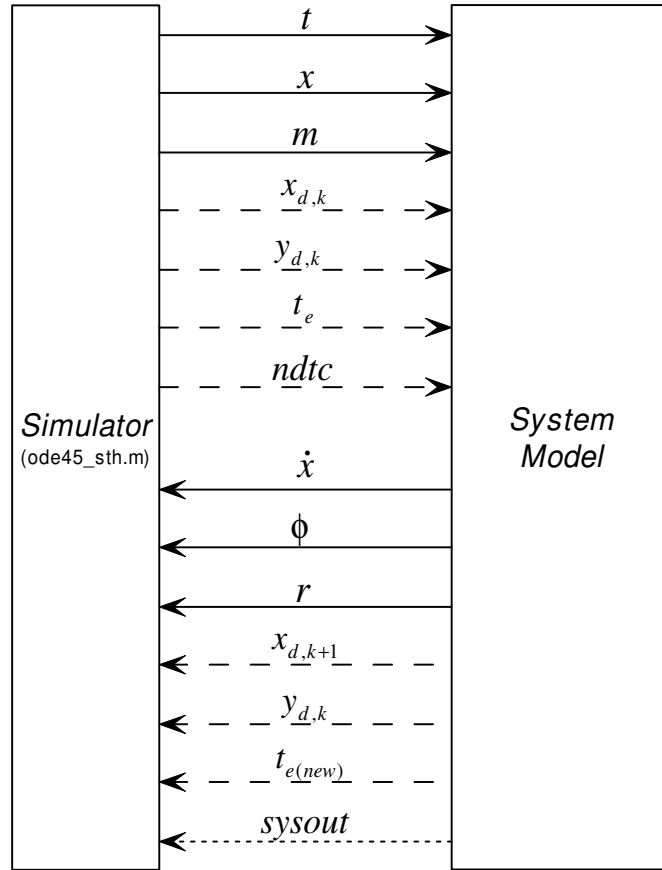 t
x
m
x_{d,k}
y_{d,k}
t_e
ndtc
Simulator
(ode45_sth.m)
System
Model
ẋ
ϕ
r
x_{d,k+1}
y_{d,k}
t_{e(new)}
sysout